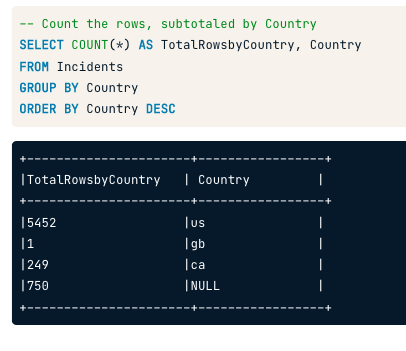 -- Count the rows, subtotaled by Country
SELECT COUNT(*) AS TotalRowsbyCountry, Country
FROM Incidents
GROUP BY Country
ORDER BY Country DESC
+----------------------+-----------------+
|TotalRowsbyCountry   | Country         |
+----------------------+-----------------+
|5452                 |us               |
|1                    |gb               |
|249                  |ca               |
|750                  |NULL             |
+----------------------+-----------------+